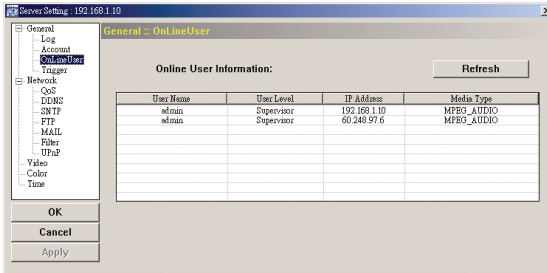 Server Setting : 192.168.1.10
General
Log
Account
OnLineUser
Trigger
Network
QoS
DDNS
SNTP
FTP
MAIL
Filter
UPnP
Video
Color
Time
OK
Cancel
Apply
General :: OnLineUser
Online User Information:
Refresh
User Name User Level IP Address Media Type
admin Supervisor 192.168.1.10 MPEG_AUDIO
admin Supervisor 60.248.97.6 MPEG_AUDIO